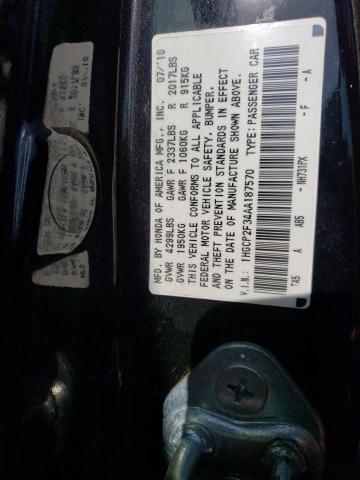 MFD. BY HONDA OF AMERICA MFG., INC. 07/'10
GVWR 4299LBS GAWR F 2337LBS R 2017LBS
GVWR 1950KG GAWR F 1060KG R 915KG
THIS VEHICLE CONFORMS TO ALL APPLICABLE
FEDERAL MOTOR VEHICLE SAFETY, BUMPER,
AND THEFT PREVENTION STANDARDS IN EFFECT
ON THE DATE OF MANUFACTURE SHOWN ABOVE.
V.I.N.: 1HGCP2F34AA187570 TYPE: PASSENGER CAR
TA5 A AB5 - NH731PX - F - A